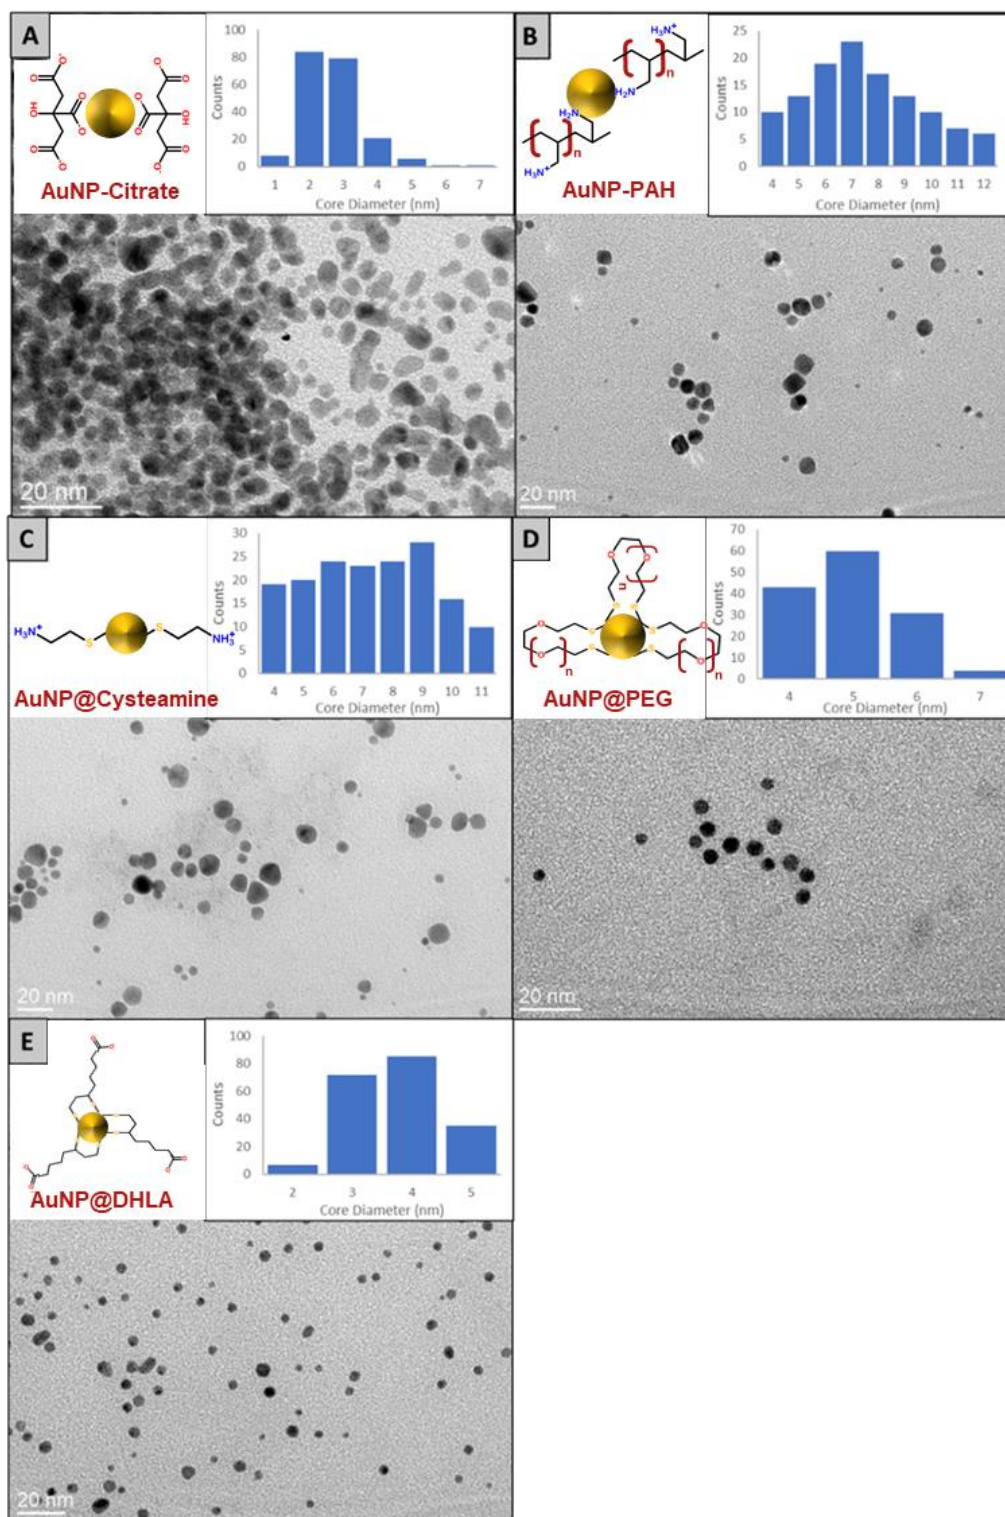 A
O⁻
O
O
O
OH
O⁻
O
O⁻
O⁻
O
O
O
OH
O
O⁻
AuNP-Citrate
Counts
100
80
60
40
20
0
1 2 3 4 5 6 7
Core Diameter (nm)
20 nm
B
H₃N⁺
n
H₂N
H₂N
n
H₃N⁺
AuNP-PAH
Counts
25
20
15
10
5
0
4 5 6 7 8 9 10 11 12
Core Diameter (nm)
C
H₃N⁺
S
S
NH₃⁺
AuNP@Cysteamine
Counts
30
25
20
15
10
5
0
4 5 6 7 8 9 10 11
Core Diameter (nm)
20 nm
D
O
O
n
S S
O
S
S
O
O
S
S
O
n
n
AuNP@PEG
Counts
70
60
50
40
30
20
10
0
4 5 6 7
Core Diameter (nm)
20 nm
E
AuNP@DHLA
Counts
100
80
60
40
20
0
2 3 4 5
Core Diameter (nm)
20 nm